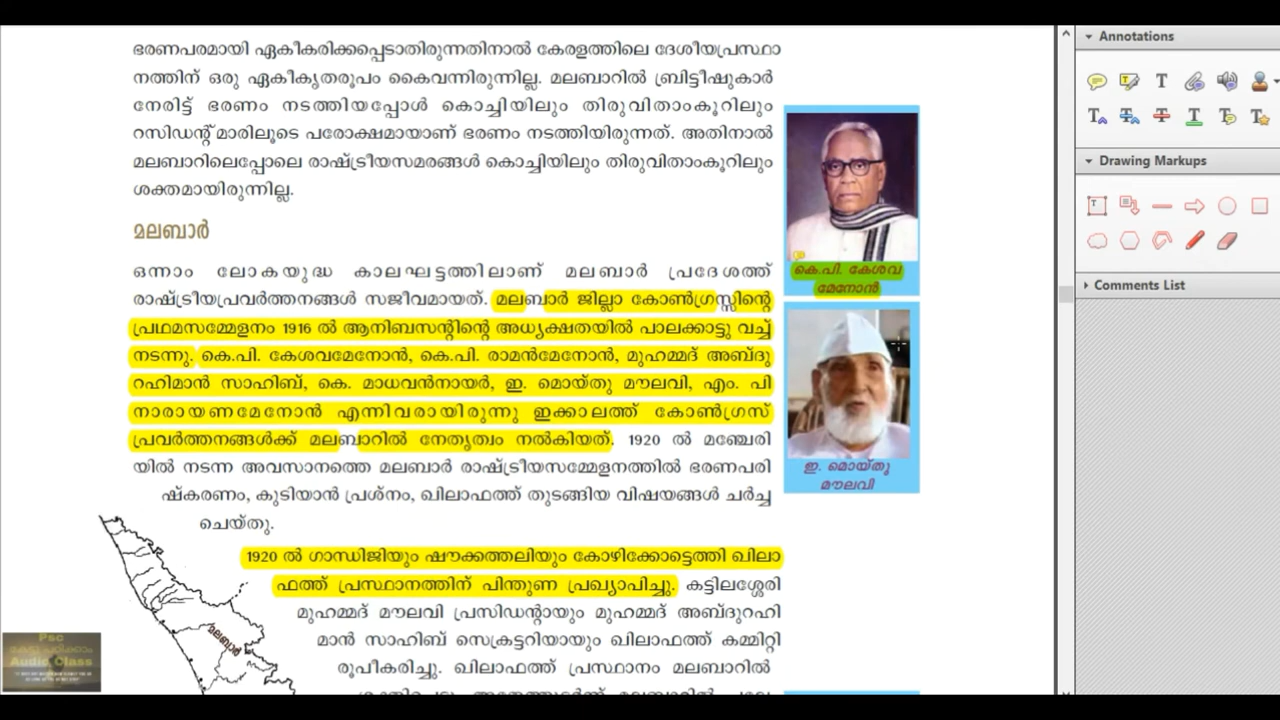 ഭരണപരമായി ഏകീകരിക്കപ്പെടാതിരുന്നതിനാൽ കേരളത്തിലെ ദേശീയപ്രസ്ഥാ
നത്തിന് ഒരു ഏകീകൃതരൂപം കൈവന്നിരുന്നില്ല. മലബാറിൽ ബ്രിട്ടീഷുകാർ
നേരിട്ട് ഭരണം നടത്തിയപ്പോൾ കൊച്ചിയിലും തിരുവിതാംകൂറിലും
റസിഡന്റ്മാരിലൂടെ പരോക്ഷമായാണ് ഭരണം നടത്തിയിരുന്നത്. അതിനാൽ
മലബാറിലെപ്പോലെ രാഷ്ട്രീയസമരങ്ങൾ കൊച്ചിയിലും തിരുവിതാംകൂറിലും
ശക്തമായിരുന്നില്ല.
മലബാർ
ഒന്നാം ലോകയുദ്ധ കാലഘട്ടത്തിലാണ് മലബാർ പ്രദേശത്ത്
രാഷ്ട്രീയപ്രവർത്തനങ്ങൾ സജീവമായത്. മലബാർ ജില്ലാ കോൺഗ്രസ്സിന്റെ
പ്രഥമസമ്മേളനം 1916 ൽ ആനിബസന്റിന്റെ അധ്യക്ഷതയിൽ പാലക്കാട്ടു വച്ച്
നടന്നു. കെ.പി. കേശവമേനോൻ, കെ.പി. രാമൻമേനോൻ, മുഹമ്മദ് അബ്ദു
റഹിമാൻ സാഹിബ്, കെ. മാധവൻനായർ, ഇ. മൊയ്തു മൗലവി, എം. പി
നാരായണമേനോൻ എന്നിവരായിരുന്നു ഇക്കാലത്ത് കോൺഗ്രസ്
പ്രവർത്തനങ്ങൾക്ക് മലബാറിൽ നേതൃത്വം നൽകിയത്. 1920 ൽ മഞ്ചേരി
യിൽ നടന്ന അവസാനത്തെ മലബാർ രാഷ്ട്രീയസമ്മേളനത്തിൽ ഭരണപരി
ഷ്കരണം, കുടിയാൻ പ്രശ്നം, ഖിലാഫത്ത് തുടങ്ങിയ വിഷയങ്ങൾ ചർച്ച
ചെയ്തു.
1920 ൽ ഗാന്ധിജിയും ഷൗക്കത്തലിയും കോഴിക്കോട്ടെത്തി ഖിലാ
ഫത്ത് പ്രസ്ഥാനത്തിന് പിന്തുണ പ്രഖ്യാപിച്ചു. കട്ടിലശ്ശേരി
മുഹമ്മദ് മൗലവി പ്രസിഡന്റായും മുഹമ്മദ് അബ്ദുറഹി
മാൻ സാഹിബ് സെക്രട്ടറിയായും ഖിലാഫത്ത് കമ്മിറ്റി
രൂപീകരിച്ചു. ഖിലാഫത്ത് പ്രസ്ഥാനം മലബാറിൽ
കെ.പി. കേശവ
മേനോൻ
ഇ. മൊയ്തു
മൗലവി
മലബാർ
Psc
Audio Class
Annotations
Drawing Markups
Comments List